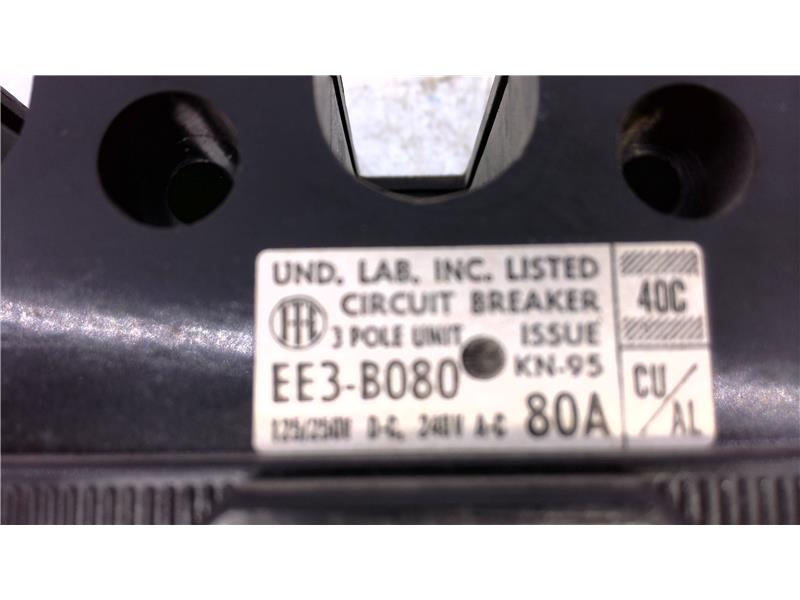 UND. LAB. INC. LISTED
ITE CIRCUIT BREAKER
3 POLE UNIT ISSUE
EE3-B080 KN-95
125/250V D-C, 240V A-C 80A
40C
CU/AL